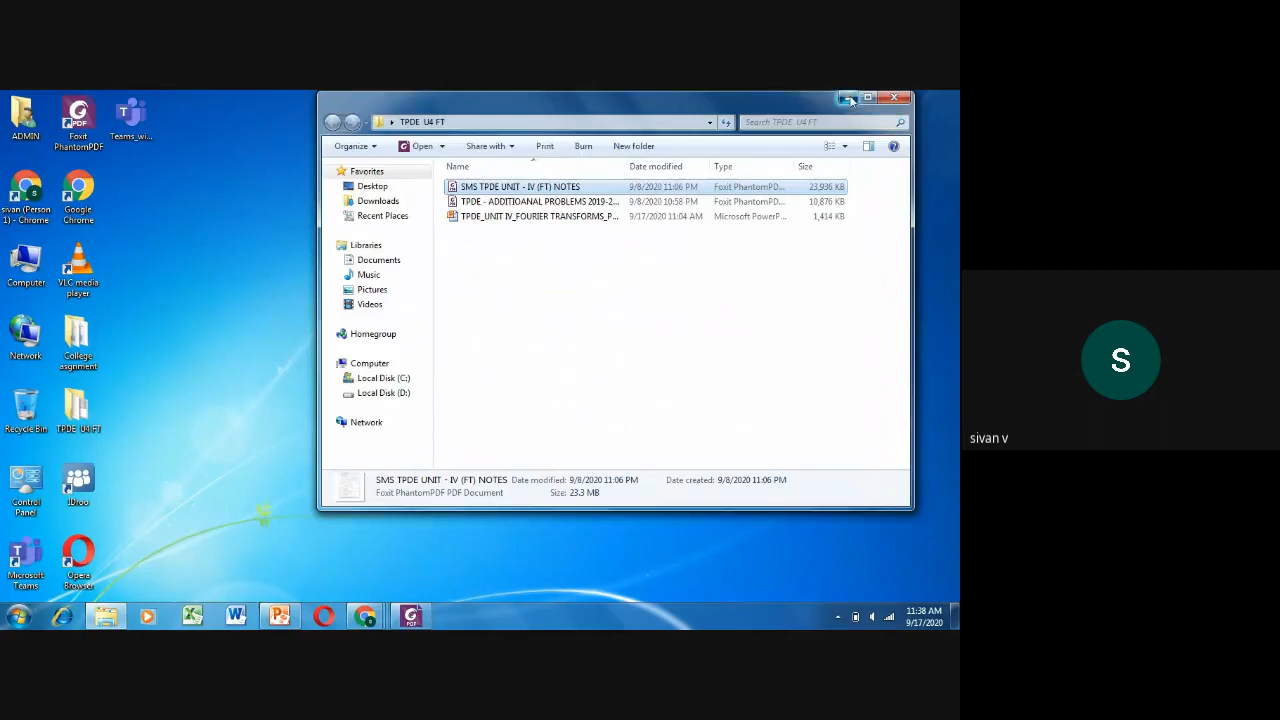 ADMIN
Foxit PhantomPDF
Teams_wi...
sivan (Person 1) - Chrome
Google Chrome
Computer
VLC media player
Network
College asgnment
Recycle Bin
TPDE U4 FT
Control Panel
IDroo
Microsoft Teams
Opera Browser
TPDE U4 FT
Search TPDE U4 FT
Organize
Open
Share with
Print
Burn
New folder
Favorites
Desktop
Downloads
Recent Places
Libraries
Documents
Music
Pictures
Videos
Homegroup
Computer
Local Disk (C:)
Local Disk (D:)
Network
Name Date modified Type Size
SMS TPDE UNIT - IV (FT) NOTES 9/8/2020 11:06 PM Foxit PhantomPD... 23,936 KB
TPDE - ADDITIOANAL PROBLEMS 2019-2... 9/8/2020 10:58 PM Foxit PhantomPD... 10,876 KB
TPDE_UNIT IV_FOURIER TRANSFORMS_P... 9/17/2020 11:04 AM Microsoft PowerP... 1,414 KB
SMS TPDE UNIT - IV (FT) NOTES Date modified: 9/8/2020 11:06 PM Date created: 9/8/2020 11:06 PM
Foxit PhantomPDF PDF Document Size: 23.3 MB
11:38 AM
9/17/2020
S
sivan v